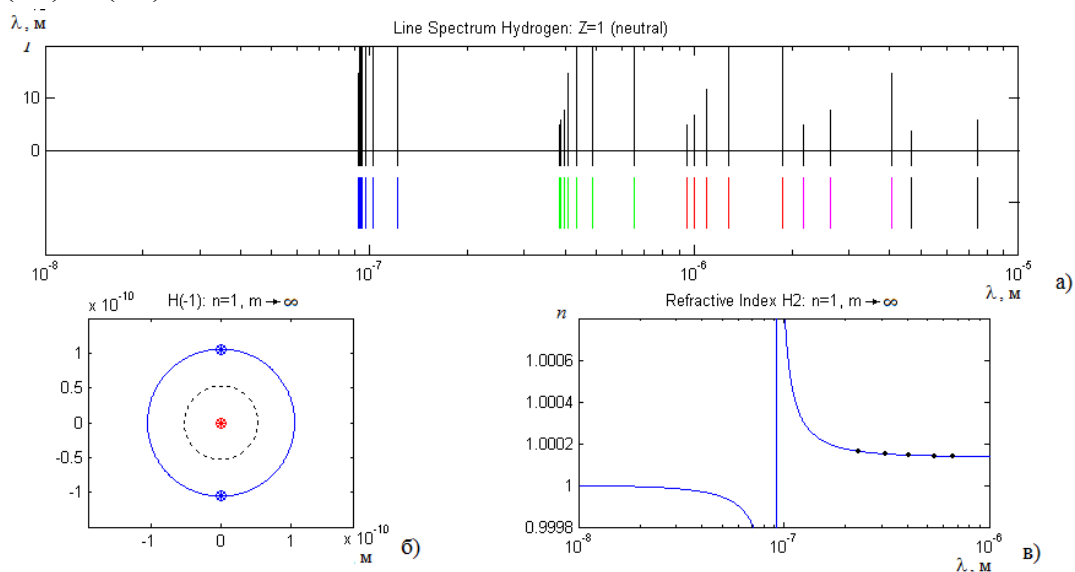 λ, м
Line Spectrum Hydrogen: Z=1 (neutral)
I
10
0
10⁻⁸ 10⁻⁷ 10⁻⁶ 10⁻⁵
λ, м
а)
x 10⁻¹⁰ H(-1): n=1, m→∞
1
0.5
0
-0.5
-1
-1 0 1 x 10⁻¹⁰
м
б)
Refractive Index H2: n=1, m→∞
n
1.0006
1.0004
1.0002
1
0.9998
10⁻⁸ 10⁻⁷ 10⁻⁶
λ, м
в)